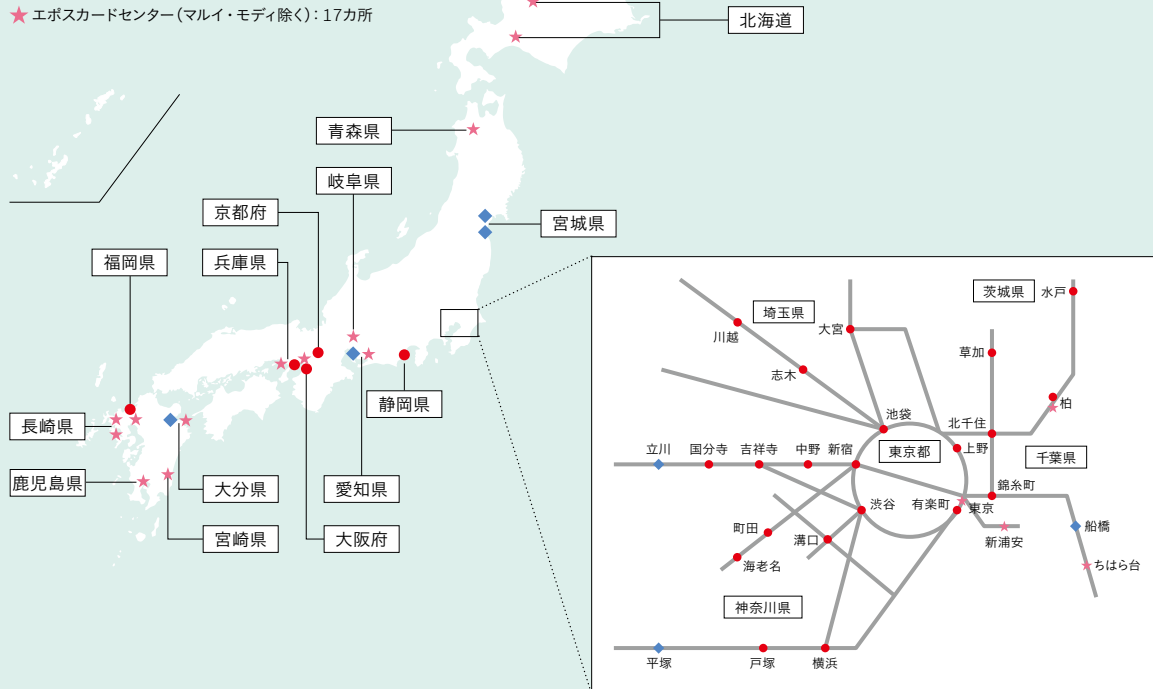 ★ エポスカードセンター（マルイ・モディ除く）：17カ所
北海道
青森県
岐阜県
京都府
宮城県
福岡県
兵庫県
静岡県
長崎県
鹿児島県
大分県
愛知県
宮崎県
大阪府
茨城県
水戸
埼玉県
川越
大宮
草加
志木
柏
池袋
北千住
立川
国分寺
吉祥寺
中野
新宿
東京都
上野
千葉県
錦糸町
渋谷
有楽町
東京
町田
溝口
新浦安
船橋
海老名
ちはら台
神奈川県
平塚
戸塚
横浜